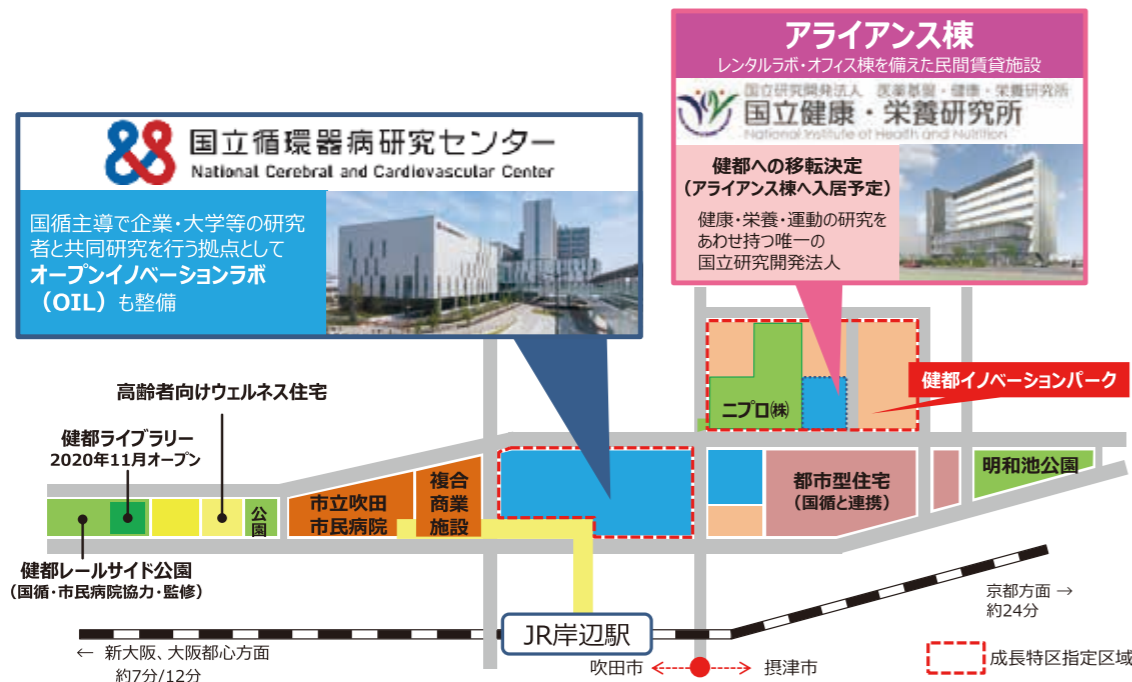 アライアンス棟
レンタルラボ・オフィス棟を備えた民間賃貸施設
国立研究開発法人 医薬基盤・健康・栄養研究所
国立健康・栄養研究所
National Institute of Health and Nutrition
健都への移転決定
（アライアンス棟へ入居予定）
健康・栄養・運動の研究を
あわせ持つ唯一の
国立研究開発法人
国立循環器病研究センター
National Cerebral and Cardiovascular Center
国循主導で企業・大学等の研究
者と共同研究を行う拠点として
オープンイノベーションラボ
（OIL）も整備
健都イノベーションパーク
ニプロ㈱
高齢者向けウェルネス住宅
健都ライブラリー
2020年11月オープン
公園
市立吹田
市民病院
複合
商業
施設
都市型住宅
（国循と連携）
明和池公園
健都レールサイド公園
（国循・市民病院協力・監修）
京都方面 →
約24分
JR岸辺駅
← 新大阪、大阪都心方面
約7分/12分
吹田市
摂津市
成長特区指定区域